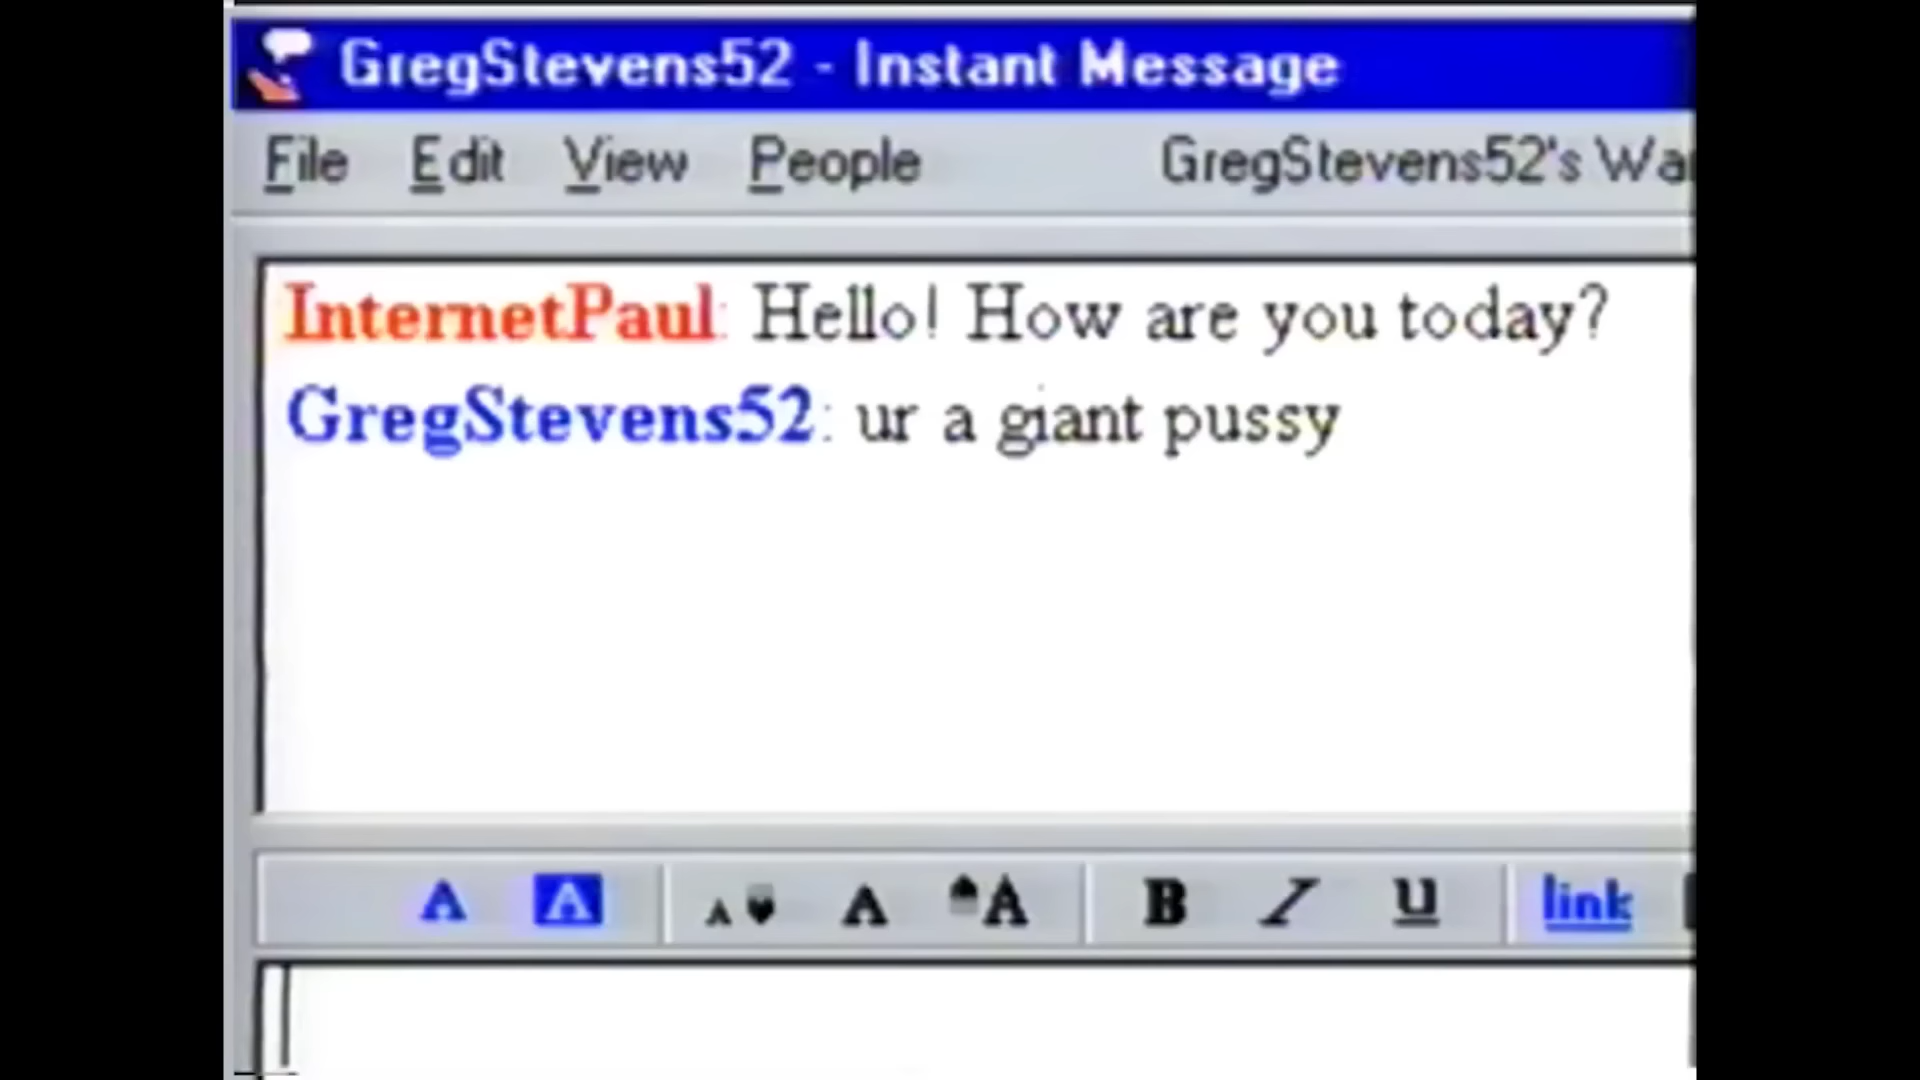 GregStevens52 - Instant Message
File Edit View People GregStevens52's Wa
InternetPaul: Hello! How are you today?
GregStevens52: ur a giant pussy
A A A A A B I U link